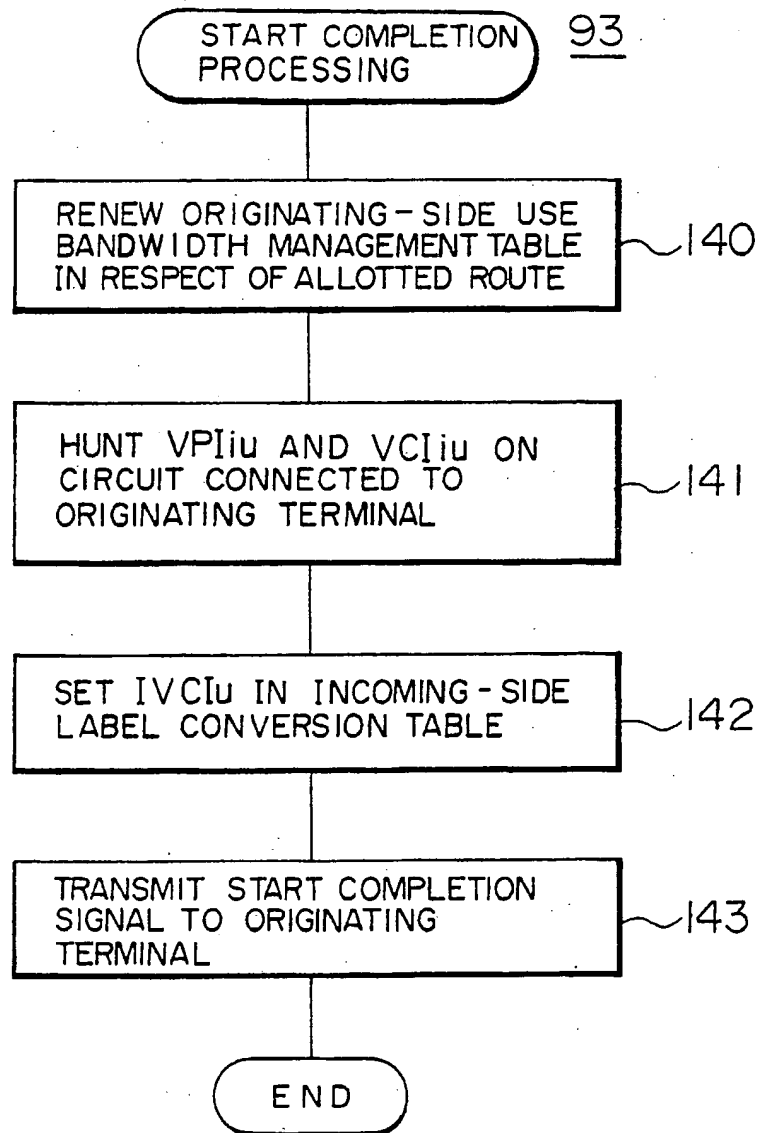 START COMPLETION
PROCESSING
93
RENEW ORIGINATING-SIDE USE
BANDWIDTH MANAGEMENT TABLE
IN RESPECT OF ALLOTTED ROUTE
140
HUNT VPIiu AND VCIiu ON
CIRCUIT CONNECTED TO
ORIGINATING TERMINAL
141
SET IVCIu IN INCOMING-SIDE
LABEL CONVERSION TABLE
142
TRANSMIT START COMPLETION
SIGNAL TO ORIGINATING
TERMINAL
143
END